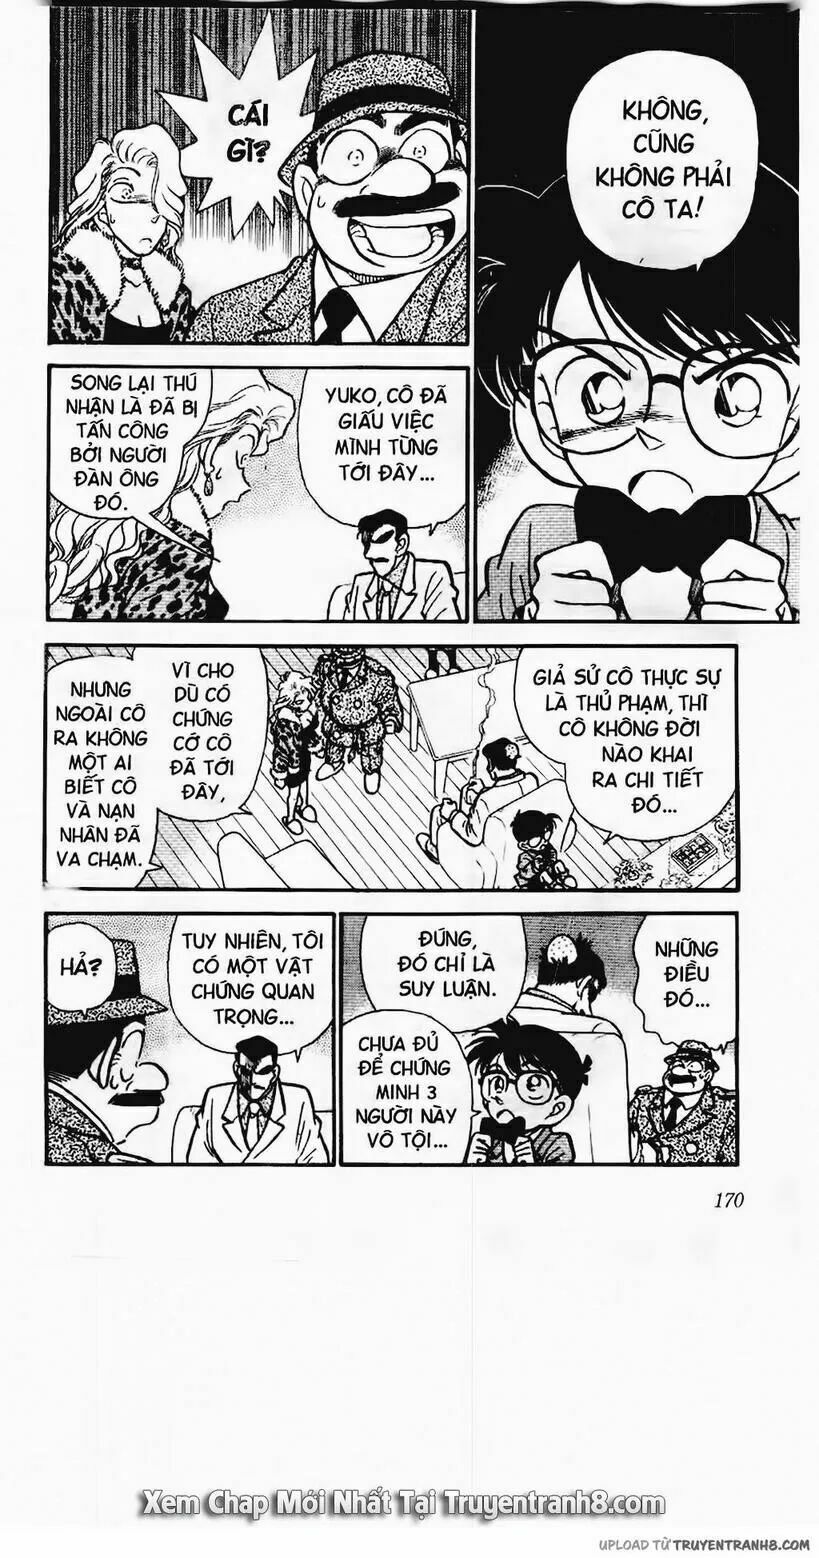 KHÔNG,
CŨNG
KHÔNG PHẢI
CÔ TA!
CÁI
GÌ?
YUKO, CÔ ĐÃ
GIẤU VIỆC
MÌNH TỪNG
TỚI ĐÂY...
SONG LẠI THÚ
NHẬN LÀ ĐÃ BỊ
TẤN CÔNG
BỞI NGƯỜI
ĐÀN ÔNG
ĐÓ.
GIẢ SỬ CÔ THỰC SỰ
LÀ THỦ PHẠM, THÌ
CÔ KHÔNG ĐỜI
NÀO KHAI
RA CHI TIẾT
ĐÓ...
VÌ CHO
DÙ CÓ
CHỨNG
CỚ CÔ
ĐÃ TỚI
ĐÂY,
NHƯNG
NGOÀI CÔ
RA KHÔNG
MỘT AI
BIẾT CÔ
VÀ NẠN
NHÂN ĐÃ
VA CHẠM.
NHỮNG
ĐIỀU
ĐÓ...
ĐÚNG,
ĐÓ CHỈ LÀ
SUY LUẬN.
CHƯA ĐỦ
ĐỂ CHỨNG
MINH 3
NGƯỜI NÀY
VÔ TỘI...
TUY NHIÊN, TÔI
CÓ MỘT VẬT
CHỨNG QUAN
TRỌNG...
HẢ?
170
Xem Chap Mới Nhất Tại Truyentranh8.com
UPLOAD TỪ TRUYENTRANH8.COM